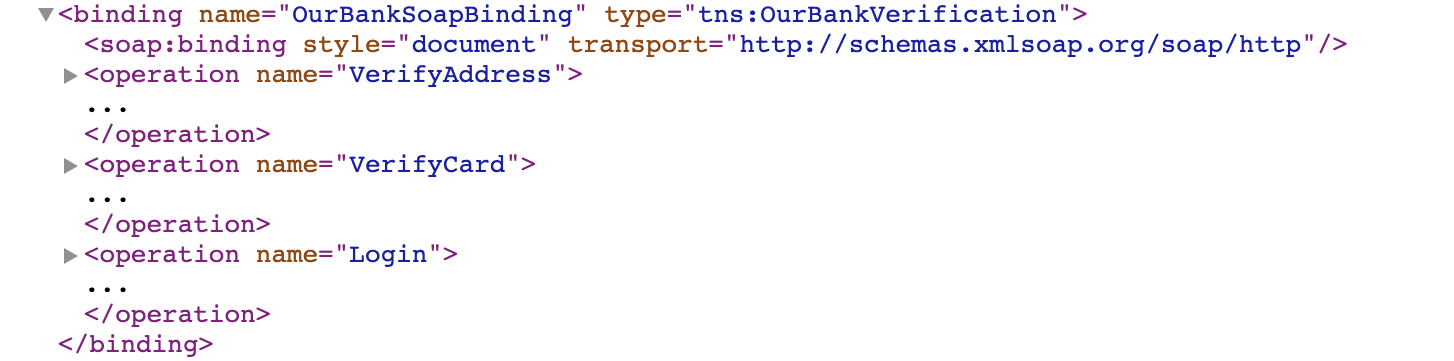 <binding name="OurBankSoapBinding" type="tns:OurBankVerification">
<soap:binding style="document" transport="http://schemas.xmlsoap.org/soap/http"/>
<operation name="VerifyAddress">
...
</operation>
<operation name="VerifyCard">
...
</operation>
<operation name="Login">
...
</operation>
</binding>